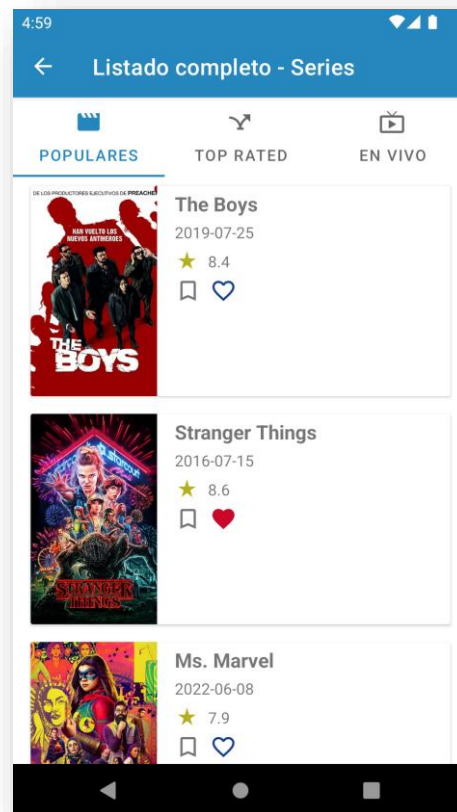 4:59
Listado completo - Series
POPULARES
TOP RATED
EN VIVO
DE LOS PRODUCTORES EJECUTIVOS DE PREACHER
HAN VUELTO LOS
NUEVOS ANTIHEROES
THE
BOYS
The Boys
2019-07-25
8.4
starcourt
STRANGER
THINGS
Stranger Things
2016-07-15
8.6
Ms. Marvel
2022-06-08
7.9